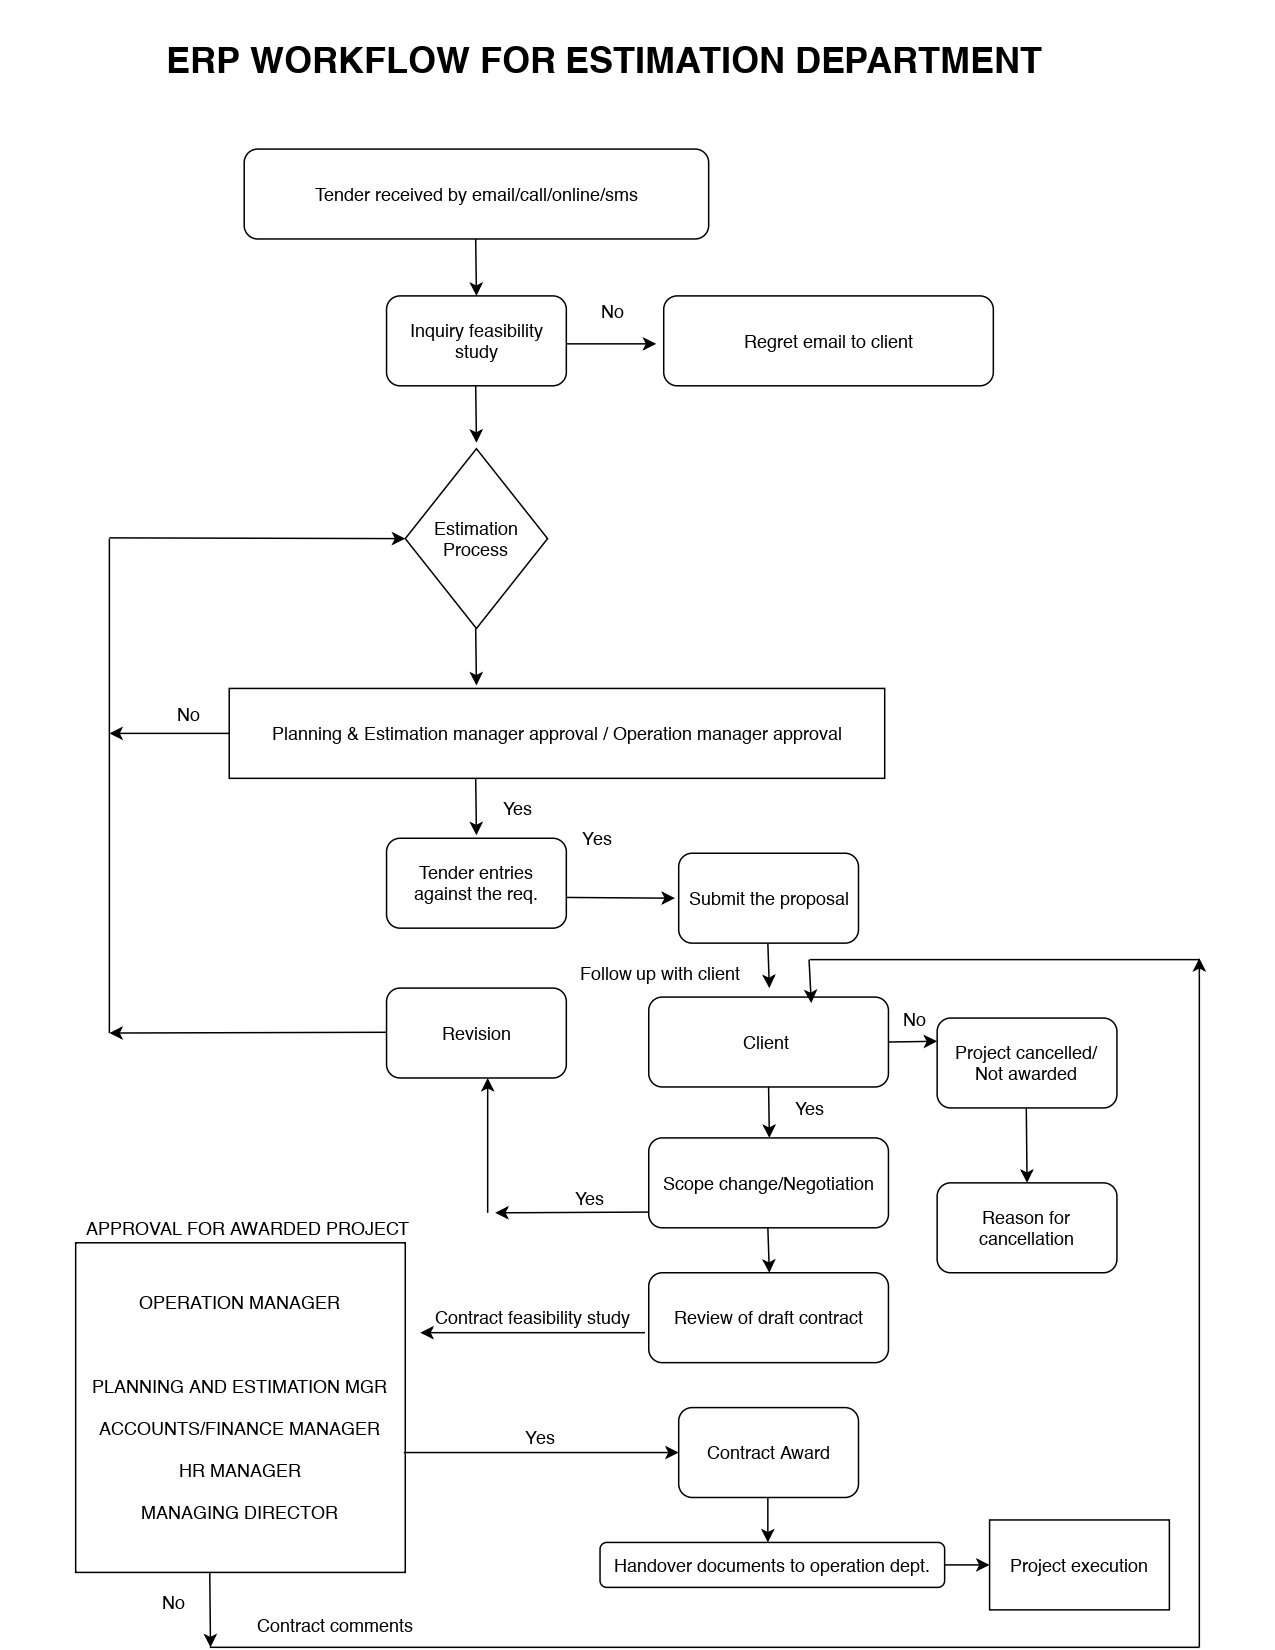 ERP WORKFLOW FOR ESTIMATION DEPARTMENT
Tender received by email/call/online/sms
Inquiry feasibility
study
No
Regret email to client
Estimation
Process
No
Planning & Estimation manager approval / Operation manager approval
Yes
Yes
Tender entries
against the req.
Submit the proposal
Follow up with client
Revision
Client
No
Project cancelled/
Not awarded
Yes
Scope change/Negotiation
Yes
Reason for
cancellation
APPROVAL FOR AWARDED PROJECT
OPERATION MANAGER
PLANNING AND ESTIMATION MGR
ACCOUNTS/FINANCE MANAGER
HR MANAGER
MANAGING DIRECTOR
Contract feasibility study
Review of draft contract
Yes
Contract Award
Handover documents to operation dept.
Project execution
No
Contract comments